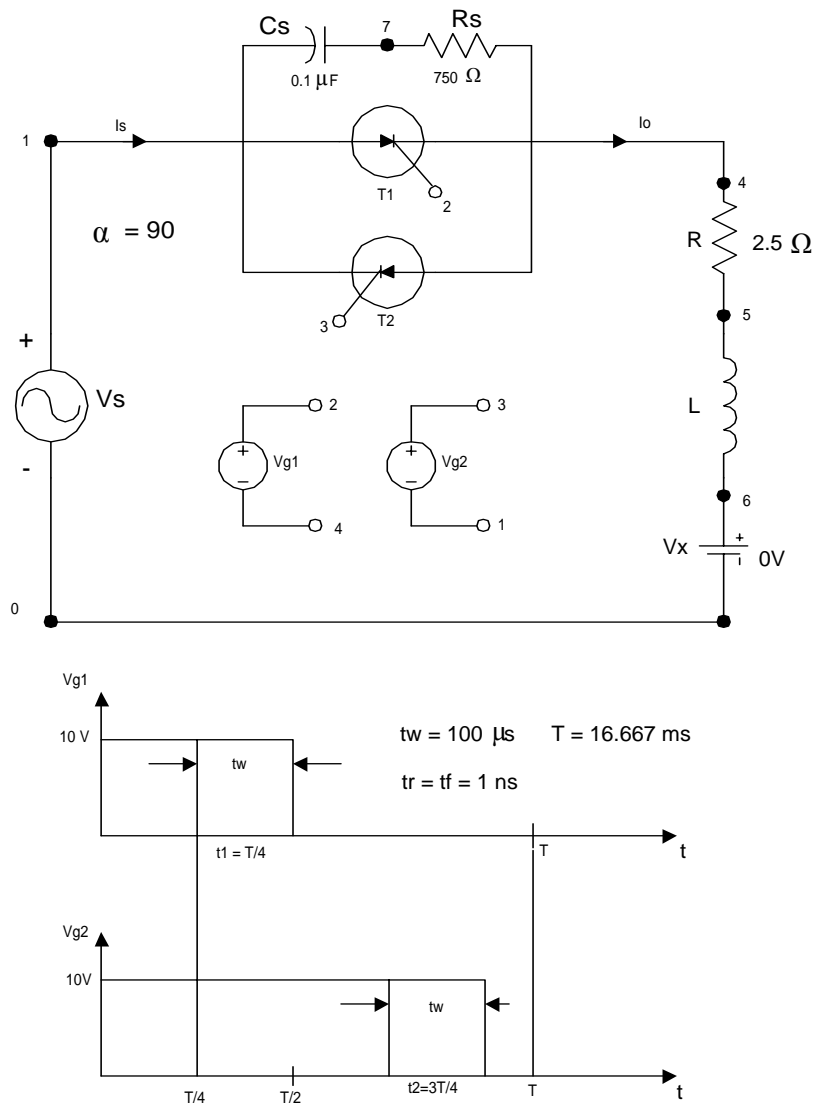 Cs 7 Rs
0.1 μF 750 Ω
1 Is Io
T1 2
4
α = 90
R 2.5 Ω
T2
3
5
+
Vs
-
L
2 3
+ +
Vg1 Vg2
− −
4 1
6
Vx + 0V
-
0
Vg1
10 V
tw
tw = 100 μs T = 16.667 ms
tr = tf = 1 ns
t1 = T/4 T t
Vg2
10V
tw
T/4 T/2 t2=3T/4 T t